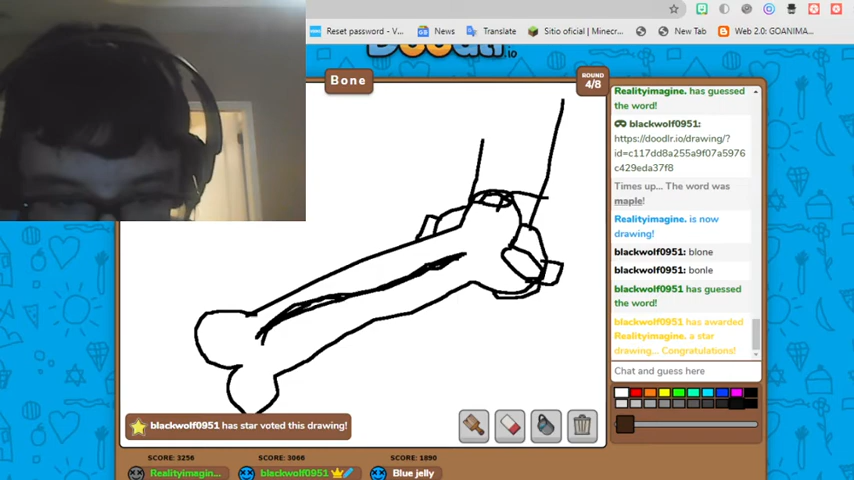 Reset password - V...
News
Translate
Sitio oficial | Minecr...
New Tab
Web 2.0: GOANIMA...
Doodlr
.io
Bone
ROUND
4/8
Realityimagine. has guessed
the word!
blackwolf0951:
https://doodlr.io/drawing/?
id=c117dd8a255a9f07a5976
c429eda37f8
Times up... The word was
maple!
Realityimagine. is now
drawing!
blackwolf0951: blone
blackwolf0951: bonle
blackwolf0951 has guessed
the word!
blackwolf0951 has awarded
Realityimagine. a star
drawing... Congratulations!
Chat and guess here
blackwolf0951 has star voted this drawing!
SCORE: 3256
SCORE: 3066
SCORE: 1890
Realityimagin...
blackwolf0951
Blue jelly